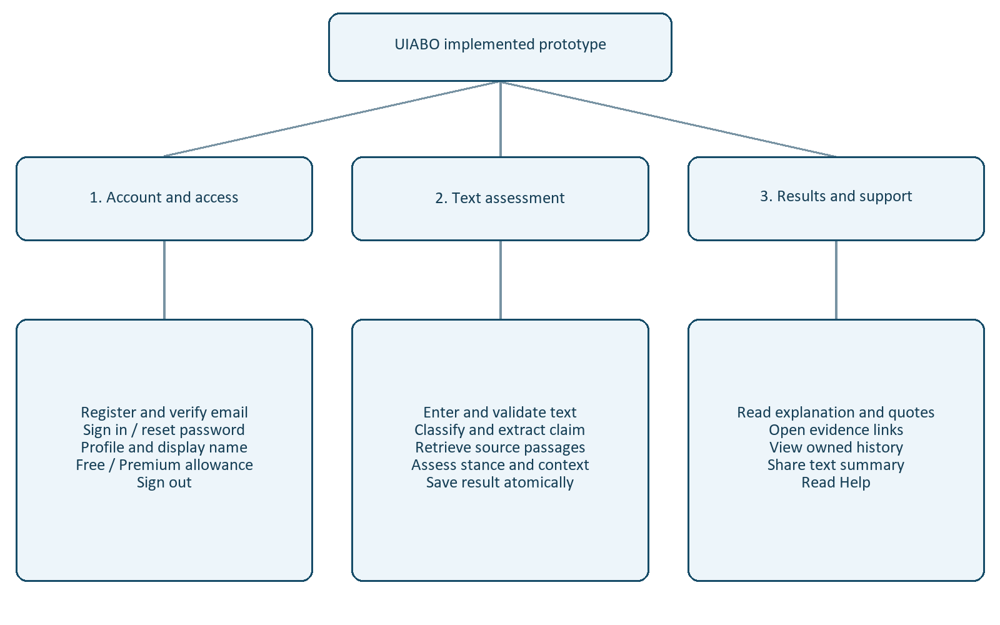 UIABO implemented prototype
1. Account and access
2. Text assessment
3. Results and support
Register and verify email
Sign in / reset password
Profile and display name
Free / Premium allowance
Sign out
Enter and validate text
Classify and extract claim
Retrieve source passages
Assess stance and context
Save result atomically
Read explanation and quotes
Open evidence links
View owned history
Share text summary
Read Help